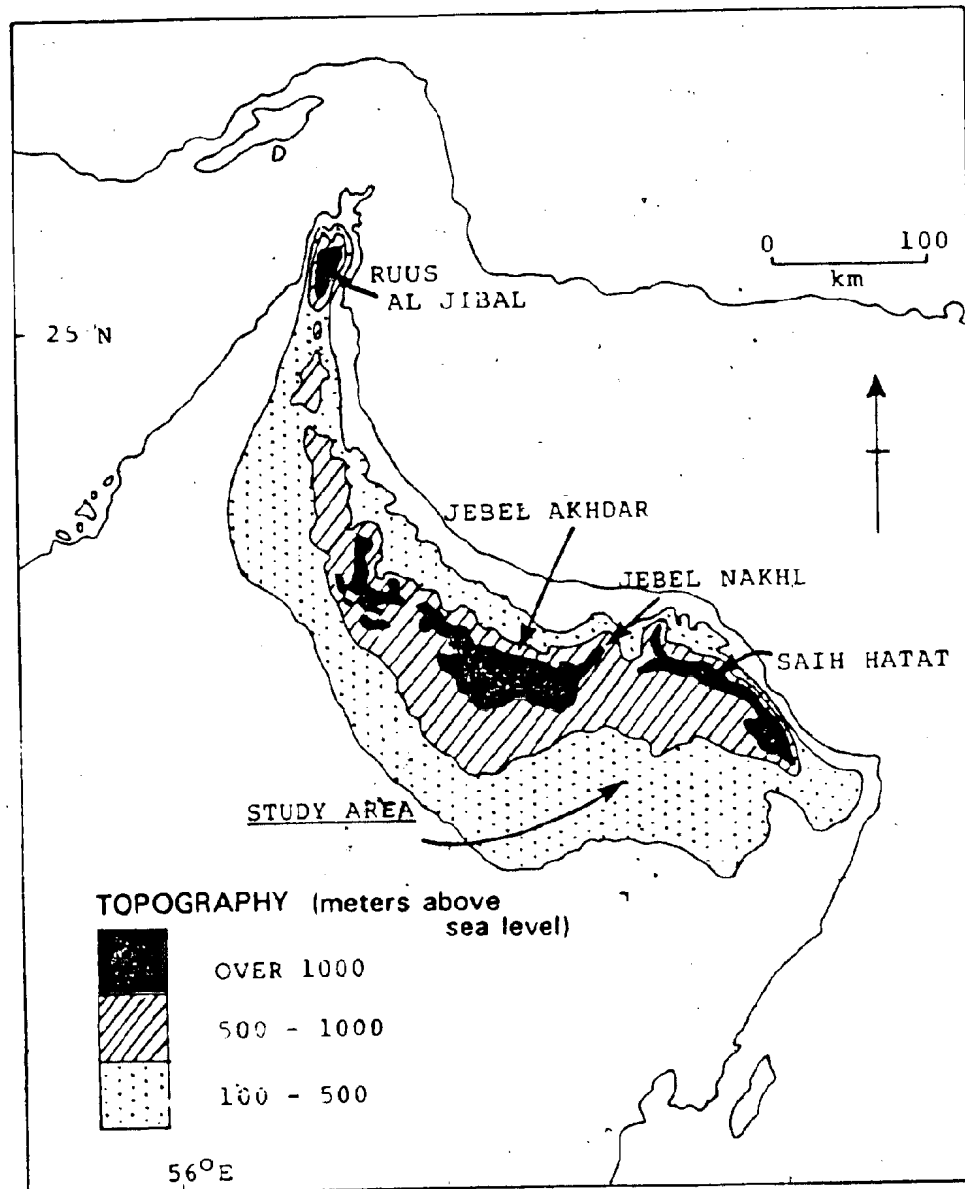 D
0 100
km
RUUS
AL JIBAL
25 N
JEBEL AKHDAR
JEBEL NAKHL
SAIH HATAT
STUDY AREA
TOPOGRAPHY (meters above
sea level)
OVER 1000
500 - 1000
100 - 500
56°E